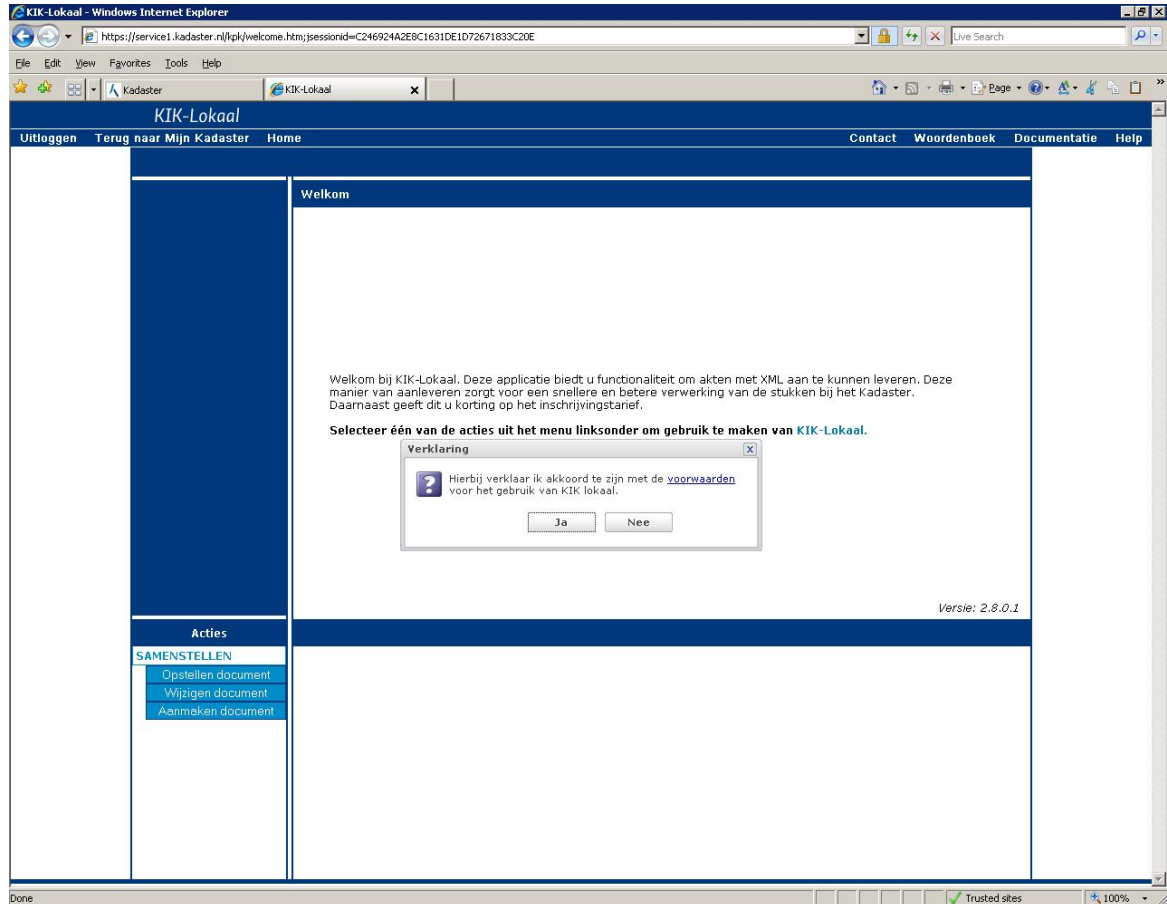 KIK-Lokaal - Windows Internet Explorer
https://service1.kadaster.nl/kpk/welcome.htm;jsessionid=C246924A2E8C1631DE1D72671833C20E
Live Search
File Edit View Favorites Tools Help
Kadaster KIK-Lokaal Page
KIK-Lokaal
Uitloggen Terug naar Mijn Kadaster Home Contact Woordenboek Documentatie Help
Welkom
Welkom bij KIK-Lokaal. Deze applicatie biedt u functionaliteit om akten met XML aan te kunnen leveren. Deze
manier van aanleveren zorgt voor een snellere en betere verwerking van de stukken bij het Kadaster.
Daarnaast geeft dit u korting op het inschrijvingstarief.
Selecteer één van de acties uit het menu linksonder om gebruik te maken van KIK-Lokaal.
Verklaring
Hierbij verklaar ik akkoord te zijn met de voorwaarden
voor het gebruik van KIK lokaal.
Ja Nee
Versie: 2.8.0.1
Acties
SAMENSTELLEN
Opstellen document
Wijzigen document
Aanmaken document
Done Trusted sites 100%